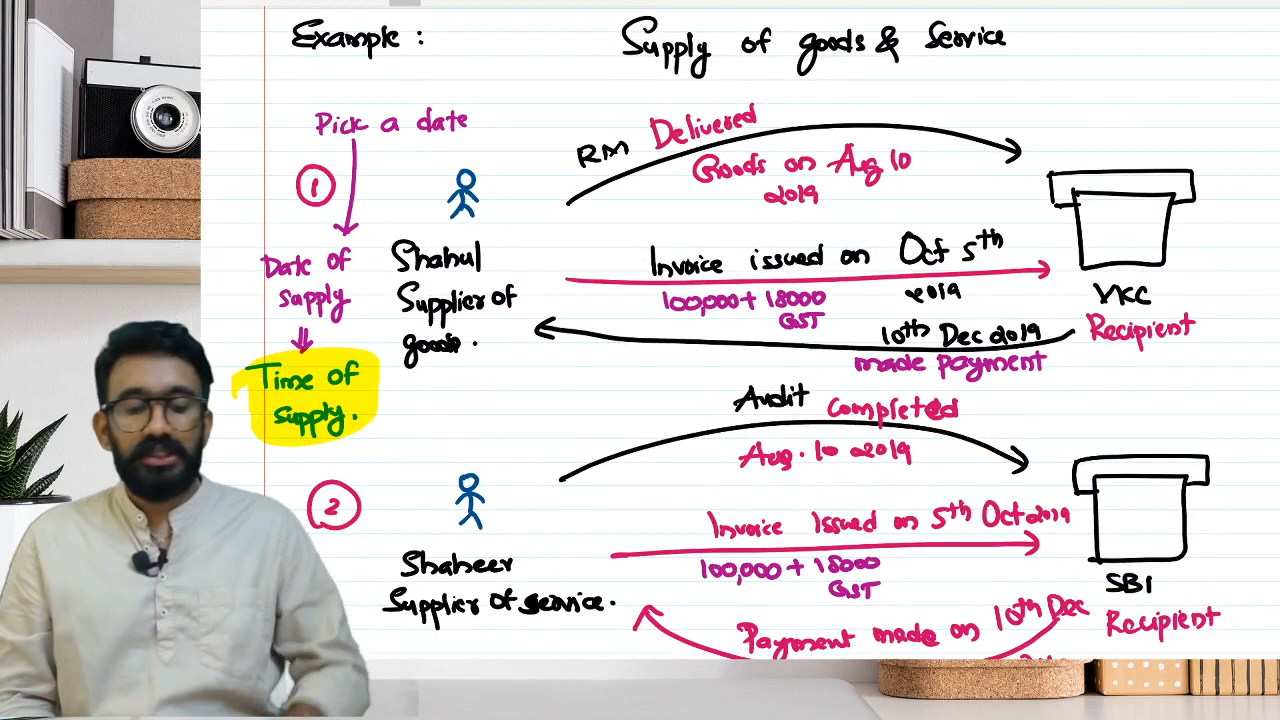 Example :
Supply of goods & Service
Pick a date
RM Delivered
Goods on Aug 10
2019
1
Date of
supply
Time of
supply.
Shahul
Supplier of
goods.
Invoice issued on Oct 5th
2019
100,000 + 18000
GST
VKC
Recipient
10th Dec 2019
made payment
Audit Completed
Aug. 10 2019
2
Shaheer
Supplier of service.
Invoice Issued on 5th Oct 2019
100,000 + 18000
GST
SBI
Recipient
Payment made on 10th Dec